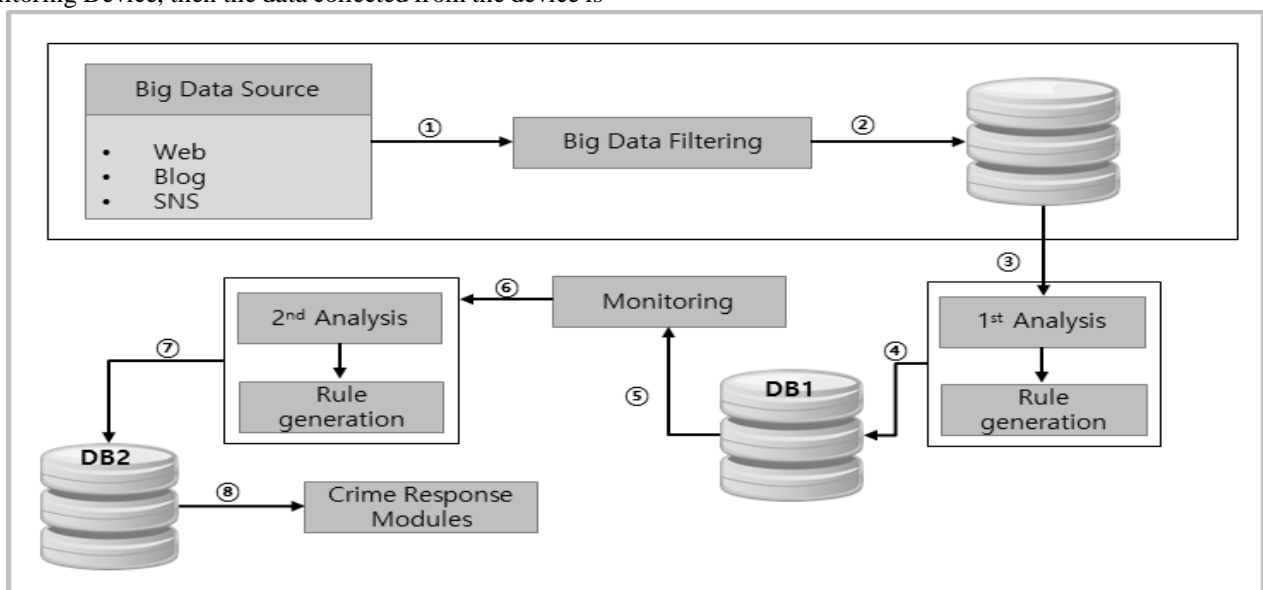 nitoring Device, then the data collected from the device is
Big Data Source
• Web
• Blog
• SNS
①
Big Data Filtering
②
③
1st Analysis
Rule
generation
④
DB1
⑤
Monitoring
⑥
2nd Analysis
Rule
generation
⑦
DB2
⑧
Crime Response
Modules